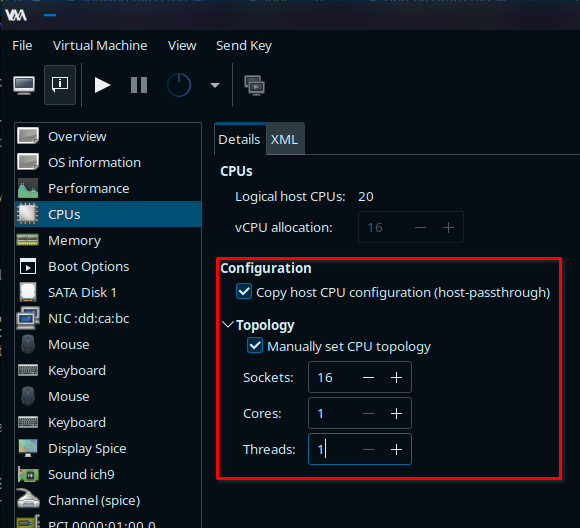 File Virtual Machine View Send Key
Overview
OS information
Performance
CPUs
Memory
Boot Options
SATA Disk 1
NIC :dd:ca:bc
Mouse
Keyboard
Mouse
Keyboard
Display Spice
Sound ich9
Channel (spice)
PCI 0000:01:00.0
Details XML
CPUs
Logical host CPUs: 20
vCPU allocation: 16
Configuration
Copy host CPU configuration (host-passthrough)
Topology
Manually set CPU topology
Sockets: 16
Cores: 1
Threads: 1